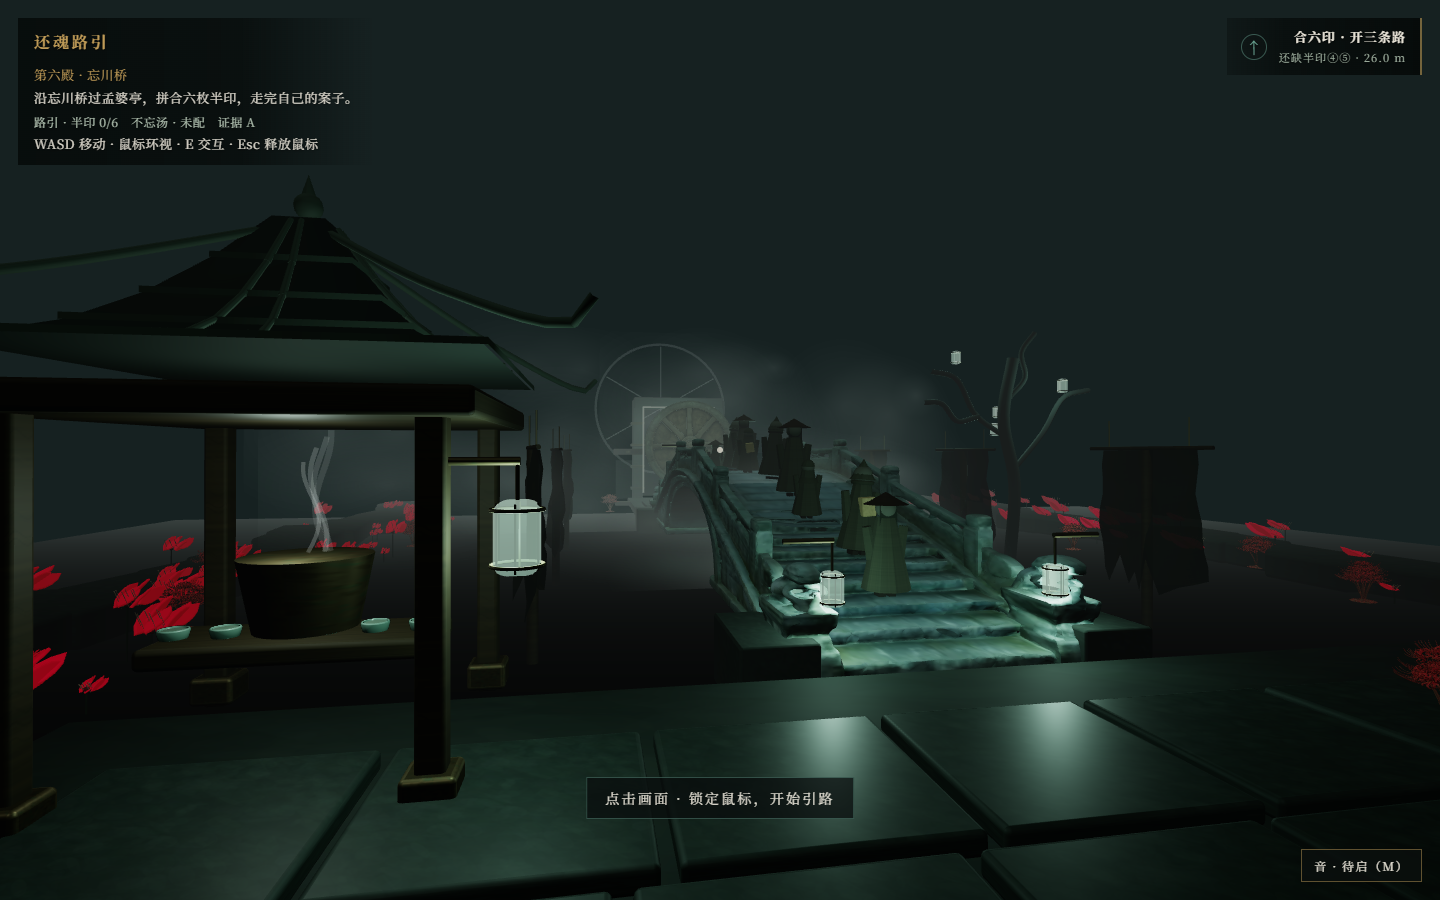 还魂路引
第六殿 · 忘川桥
沿忘川桥过孟婆亭，拼合六枚半印，走完自己的案子。
路引 · 半印 0/6 不忘汤 · 未配 证据 A
WASD 移动 · 鼠标环视 · E 交互 · Esc 释放鼠标
合六印 · 开三条路
还缺半印④⑤ · 26.0 m
点击画面 · 锁定鼠标，开始引路
音 · 待启（M）